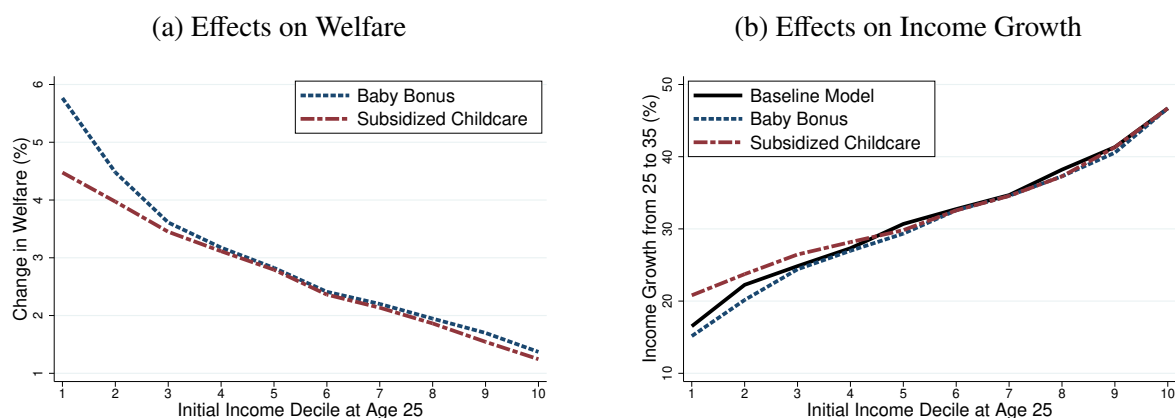 (a) Effects on Welfare
Change in Welfare (%)
6
5
4
3
2
1
Baby Bonus
Subsidized Childcare
1 2 3 4 5 6 7 8 9 10
Initial Income Decile at Age 25
(b) Effects on Income Growth
Income Growth from 25 to 35 (%)
50
40
30
20
10
Baseline Model
Baby Bonus
Subsidized Childcare
1 2 3 4 5 6 7 8 9 10
Initial Income Decile at Age 25